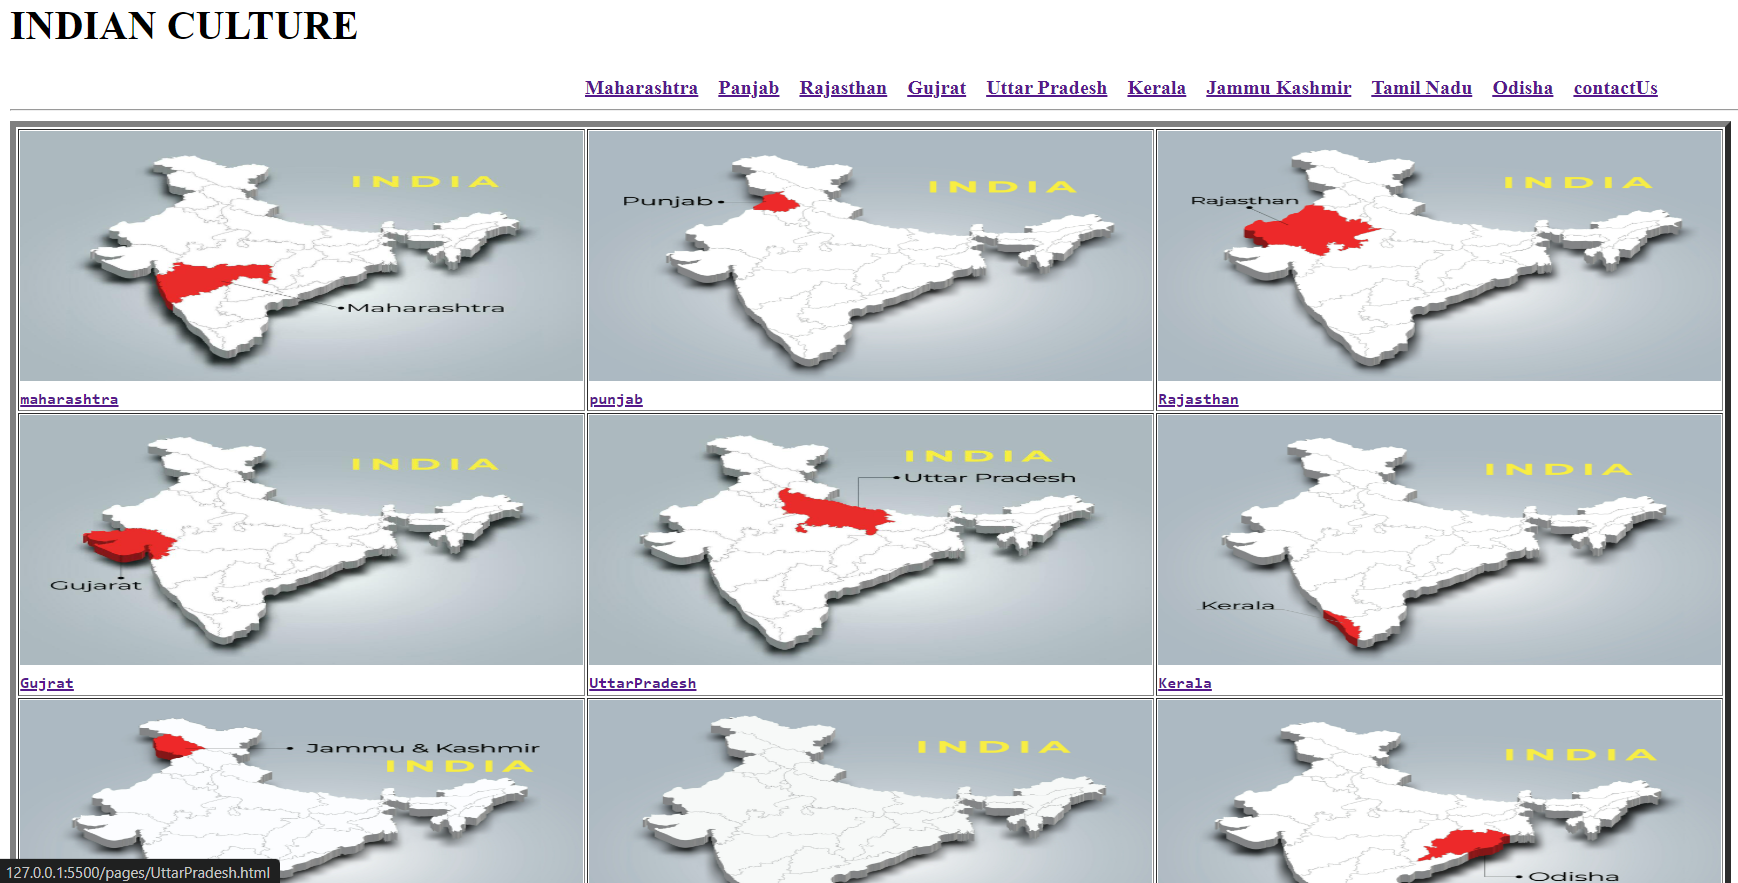 INDIAN CULTURE
Maharashtra Panjab Rajasthan Gujrat Uttar Pradesh Kerala Jammu Kashmir Tamil Nadu Odisha contactUs
INDIA
Maharashtra
maharashtra
INDIA
Punjab
punjab
INDIA
Rajasthan
Rajasthan
INDIA
Gujarat
Gujrat
INDIA
Uttar Pradesh
UttarPradesh
INDIA
Kerala
Kerala
Jammu & Kashmir
INDIA
INDIA
INDIA
Odisha
127.0.0.1:5500/pages/UttarPradesh.html